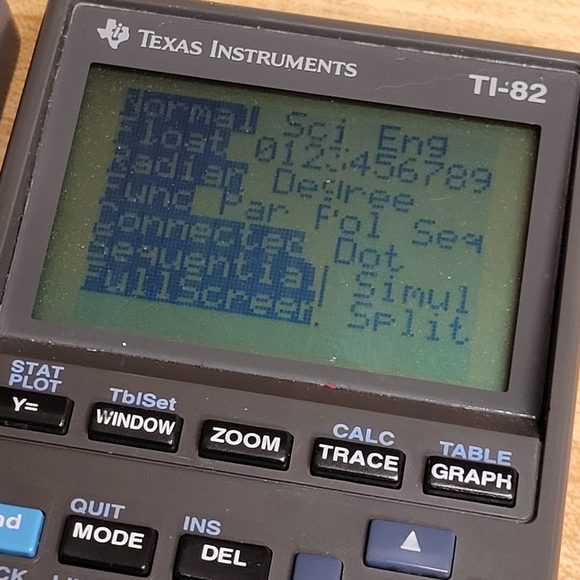 TEXAS INSTRUMENTS
TI-82
Normal Sci Eng
Float 0123456789
Radian Degree
Func Par Pol Seq
Connected Dot
Sequential Simul
FullScreen Split
STAT PLOT
TblSet
CALC
TABLE
Y=
WINDOW
ZOOM
TRACE
GRAPH
QUIT
INS
nd
MODE
DEL